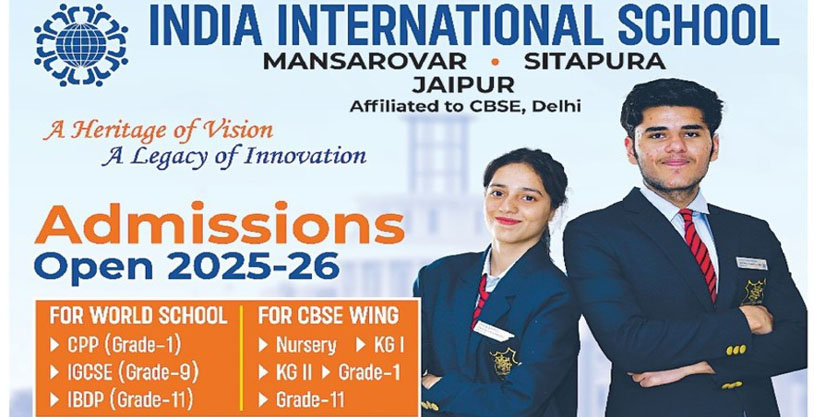 INDIA INTERNATIONAL SCHOOL
MANSAROVAR • SITAPURA
JAIPUR
Affiliated to CBSE, Delhi
A Heritage of Vision
A Legacy of Innovation
Admissions
Open 2025-26
FOR WORLD SCHOOL
▶ CPP (Grade-1)
▶ IGCSE (Grade-9)
▶ IBDP (Grade-11)
FOR CBSE WING
▶ Nursery ▶ KG I
▶ KG II ▶ Grade-1
▶ Grade-11